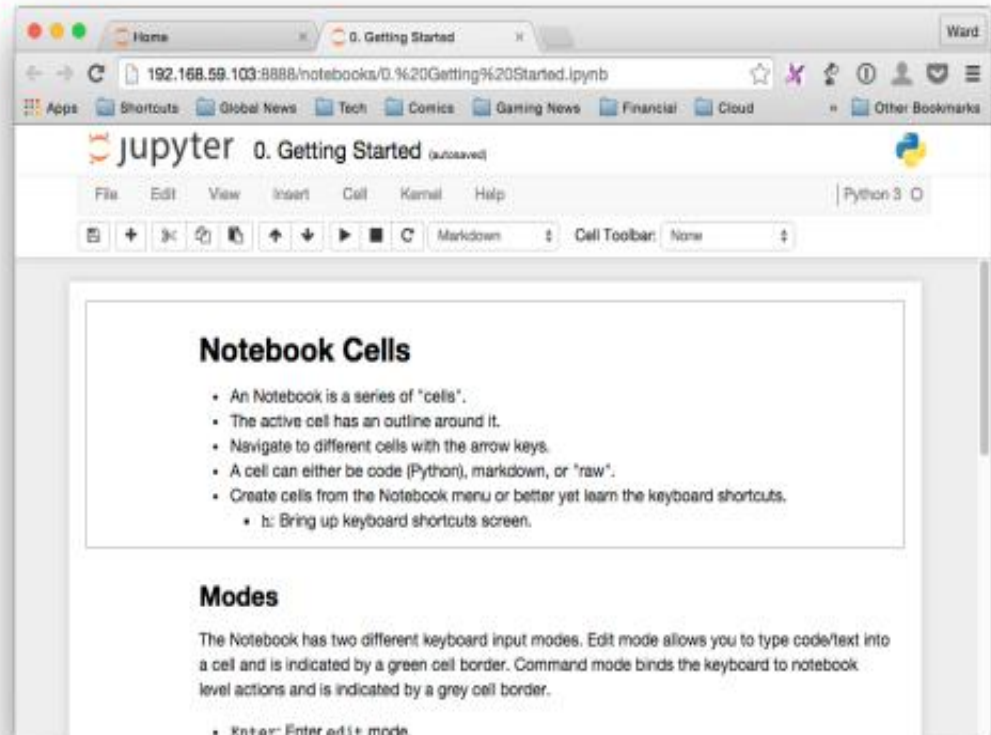 Home
0. Getting Started
Ward
192.168.59.103:8888/notebooks/0.%20Getting%20Started.ipynb
Apps Shortcuts Global News Tech Comics Gaming News Financial Cloud » Other Bookmarks
jupyter 0. Getting Started (autosaved)
File Edit View Insert Cell Kernel Help Python 3
Markdown Cell Toolbar: None
Notebook Cells
• An Notebook is a series of "cells".
• The active cell has an outline around it.
• Navigate to different cells with the arrow keys.
• A cell can either be code (Python), markdown, or "raw".
• Create cells from the Notebook menu or better yet learn the keyboard shortcuts.
• h: Bring up keyboard shortcuts screen.
Modes
The Notebook has two different keyboard input modes. Edit mode allows you to type code/text into
a cell and is indicated by a green cell border. Command mode binds the keyboard to notebook
level actions and is indicated by a grey cell border.
• Enter: Enter edit mode